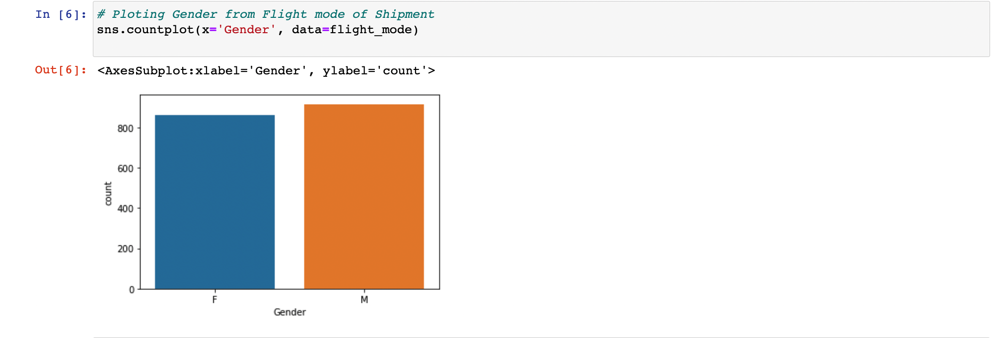 In [6]: # Ploting Gender from Flight mode of Shipment
sns.countplot(x='Gender', data=flight_mode)
Out[6]: <AxesSubplot:xlabel='Gender', ylabel='count'>
800
600
400
200
0
count
F M
Gender